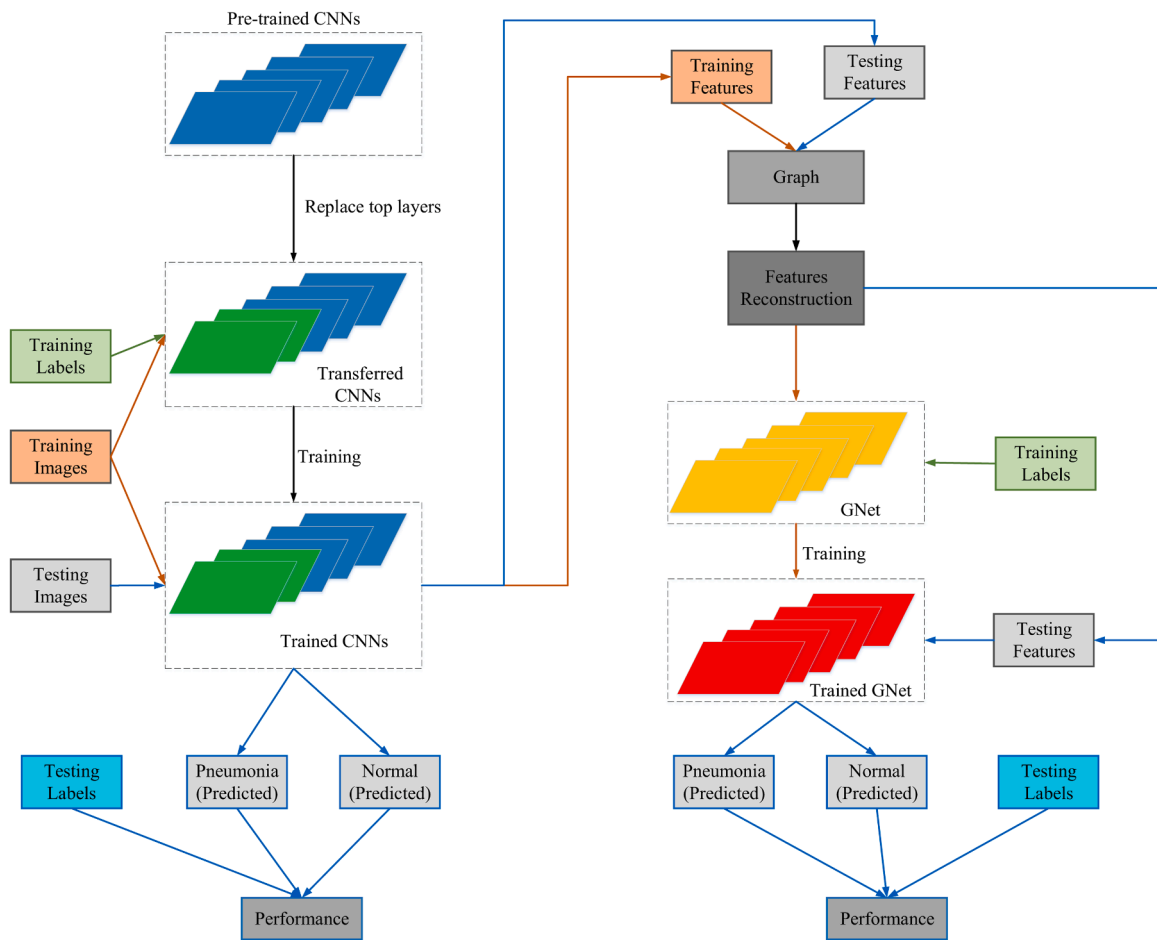 Pre-trained CNNs
Replace top layers
Training
Labels
Transferred
CNNs
Training
Images
Training
Testing
Images
Trained CNNs
Testing
Labels
Pneumonia
(Predicted)
Normal
(Predicted)
Performance
Training
Features
Testing
Features
Graph
Features
Reconstruction
GNet
Training
Labels
Training
Testing
Features
Trained GNet
Pneumonia
(Predicted)
Normal
(Predicted)
Testing
Labels
Performance